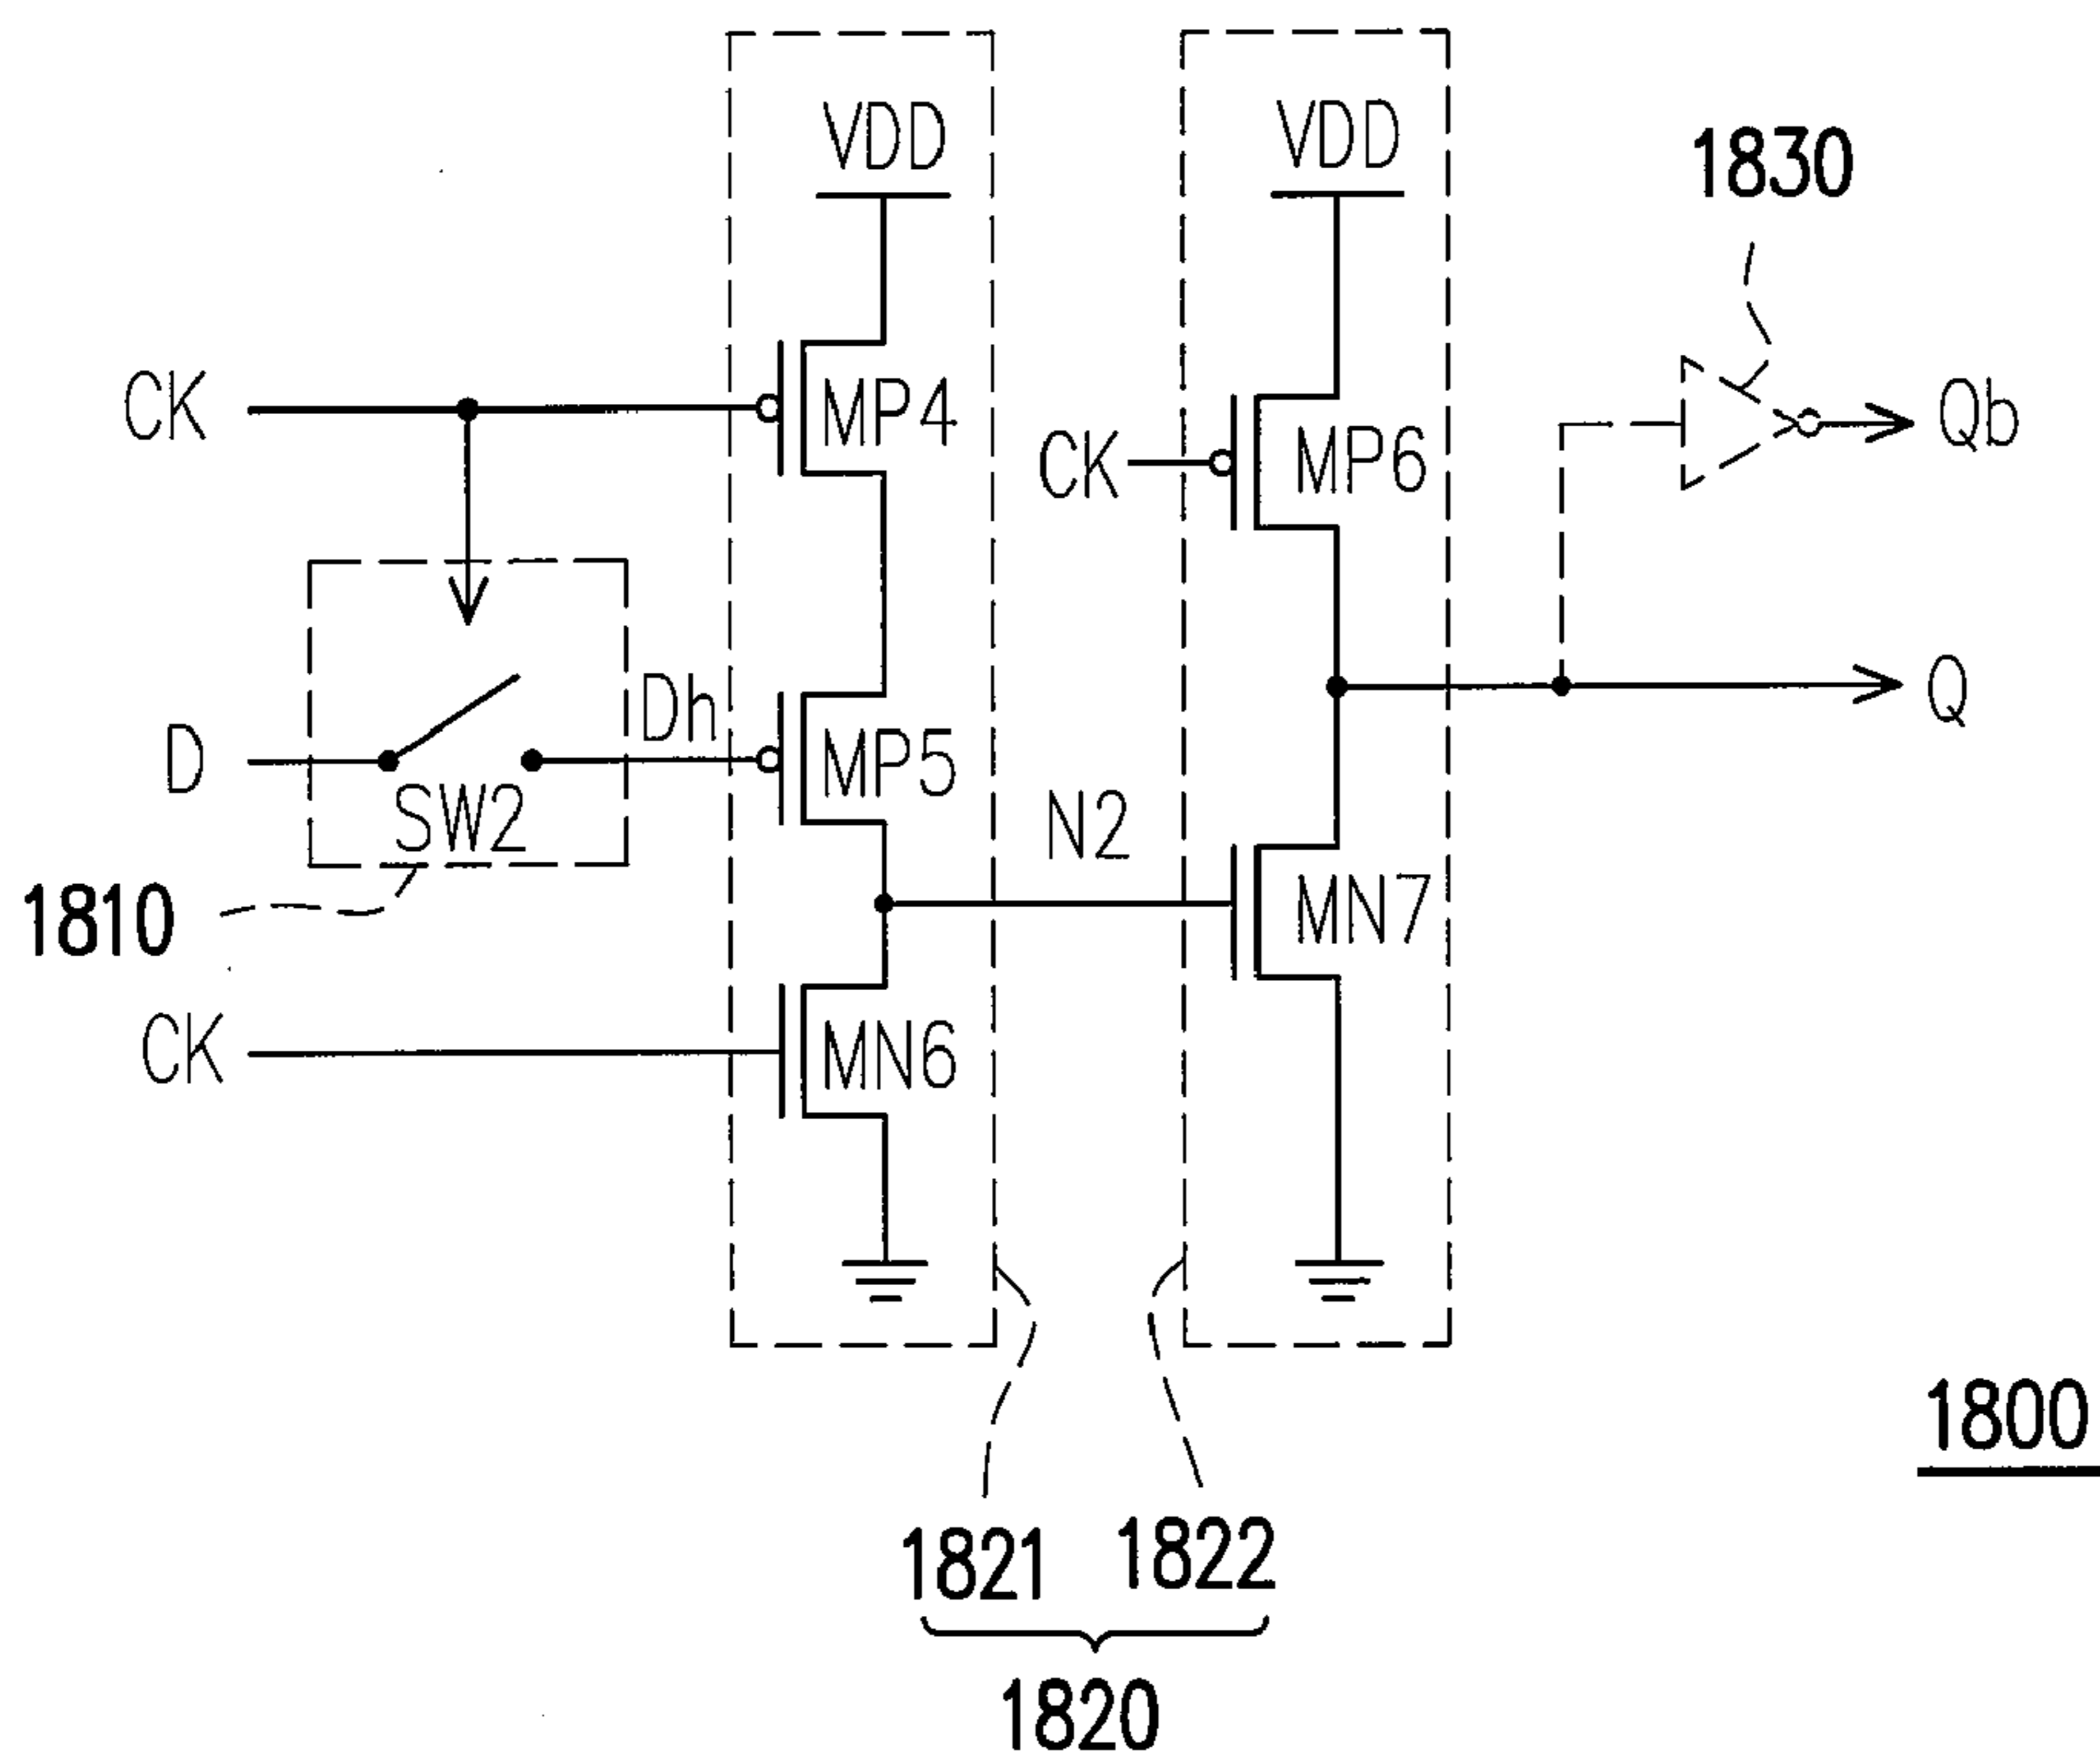 VDD
VDD
1830
CK
MP4
CK
MP6
Qb
D
SW2
Dh
MP5
Q
N2
1810
MN7
CK
MN6
1800
1821
1822
1820